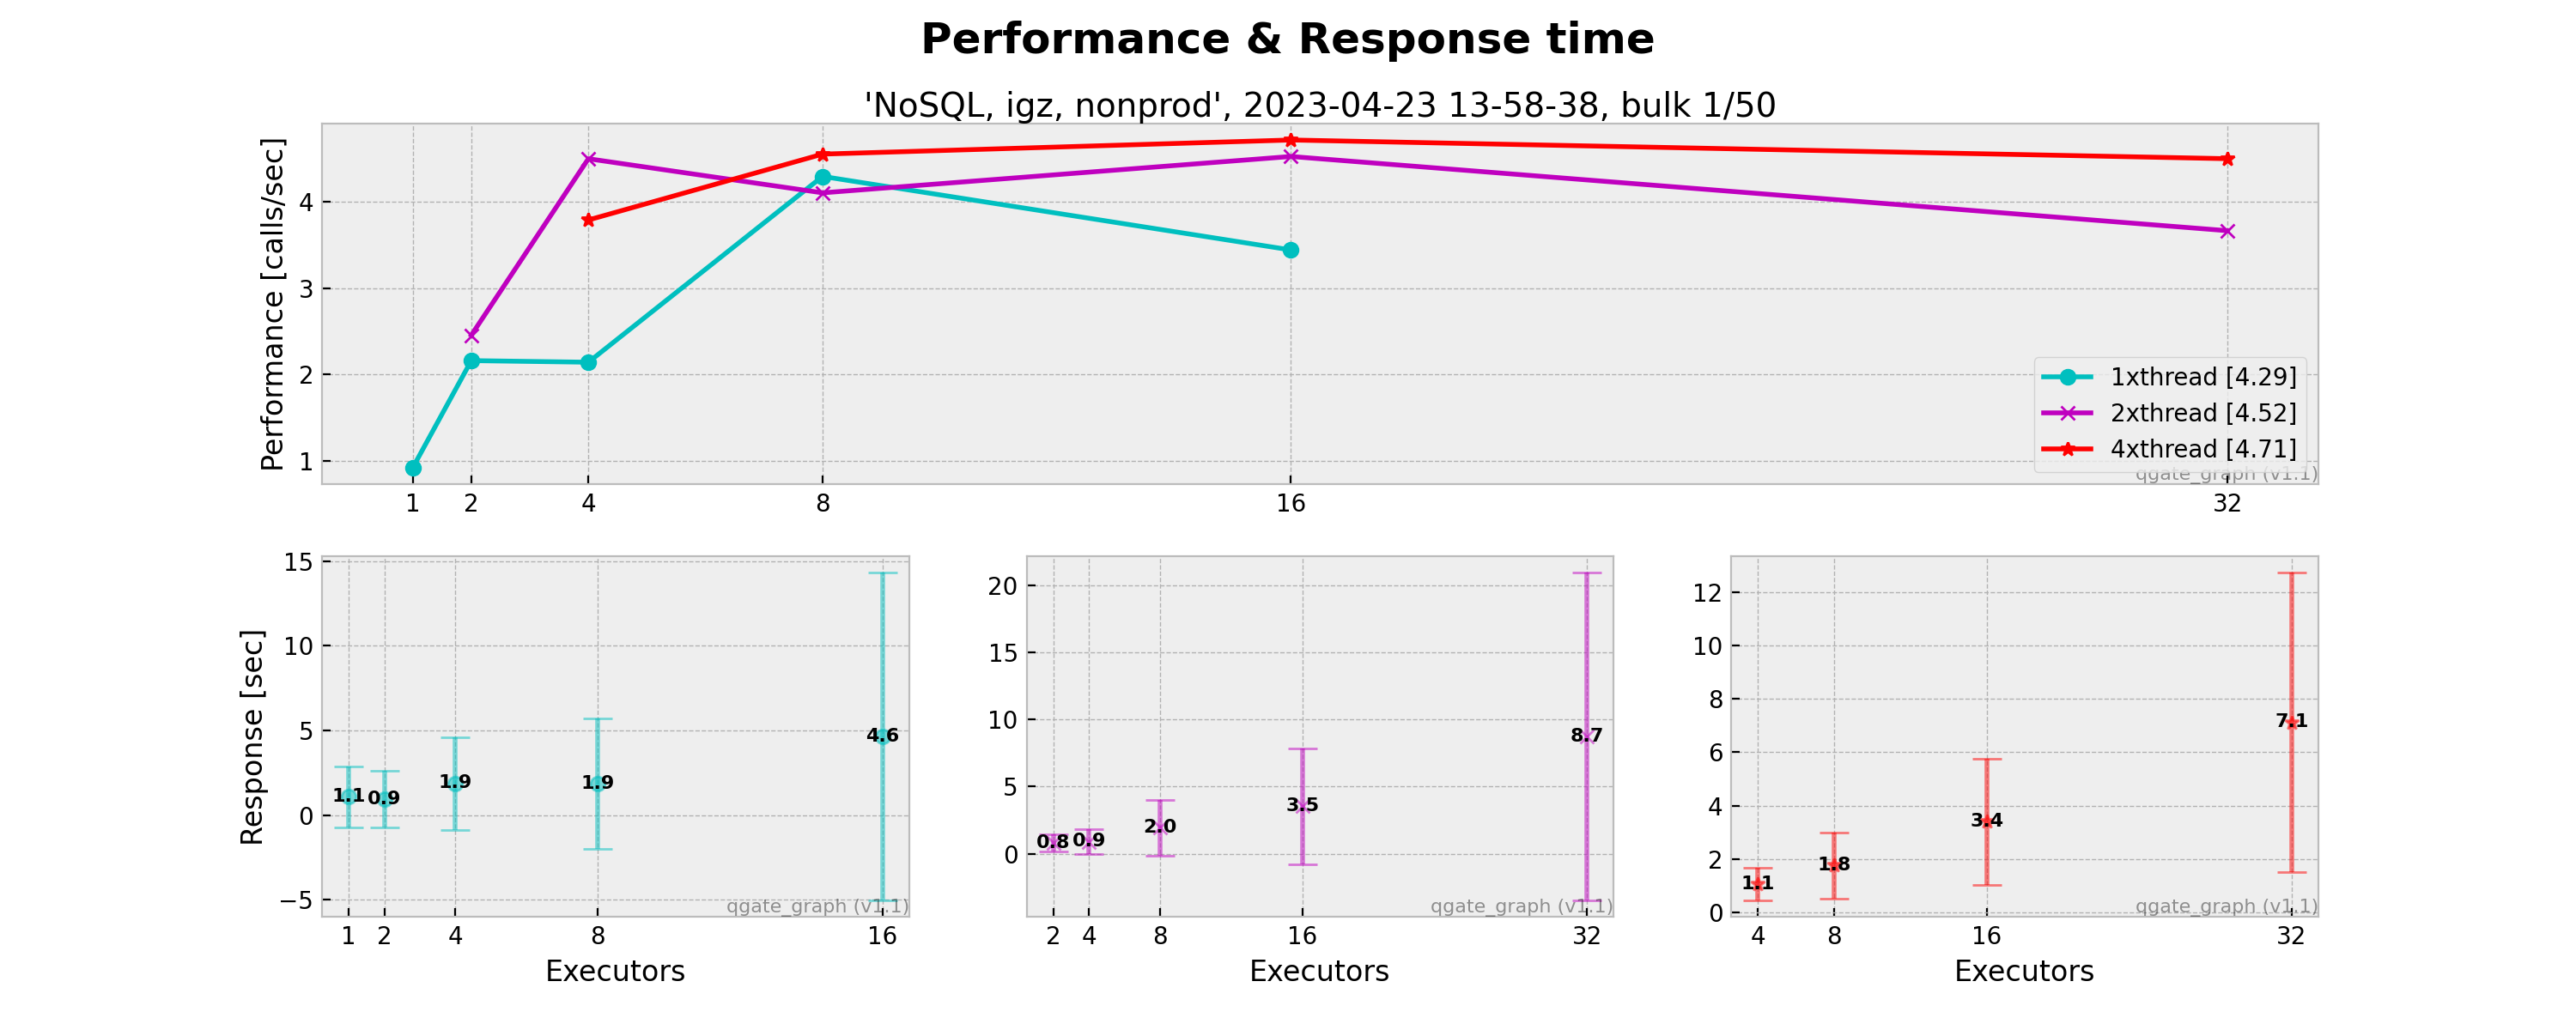 Performance & Response time
'NoSQL, igz, nonprod', 2023-04-23 13-58-38, bulk 1/50
Performance [calls/sec]
4
3
2
1
1 2 4 8 16 32
1xthread [4.29]
2xthread [4.52]
4xthread [4.71]
qgate_graph (v1.1)
Response [sec]
15
10
5
0
−5
1.1 0.9 1.9 1.9 4.6
qgate_graph (v1.1)
1 2 4 8 16
Executors
20
15
10
5
0
0.8 0.9 2.0 3.5 8.7
qgate_graph (v1.1)
2 4 8 16 32
Executors
12
10
8
6
4
2
0
1.1 1.8 3.4 7.1
qgate_graph (v1.1)
4 8 16 32
Executors